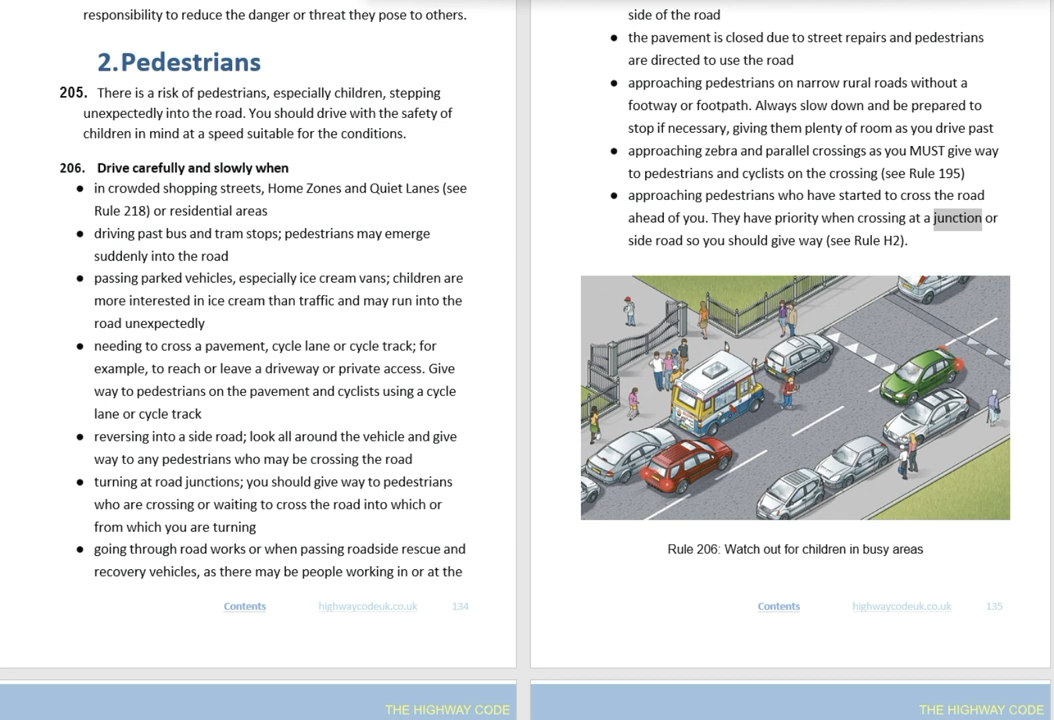 responsibility to reduce the danger or threat they pose to others.
2. Pedestrians
205. There is a risk of pedestrians, especially children, stepping
unexpectedly into the road. You should drive with the safety of
children in mind at a speed suitable for the conditions.
206. Drive carefully and slowly when
● in crowded shopping streets, Home Zones and Quiet Lanes (see
Rule 218) or residential areas
● driving past bus and tram stops; pedestrians may emerge
suddenly into the road
● passing parked vehicles, especially ice cream vans; children are
more interested in ice cream than traffic and may run into the
road unexpectedly
● needing to cross a pavement, cycle lane or cycle track; for
example, to reach or leave a driveway or private access. Give
way to pedestrians on the pavement and cyclists using a cycle
lane or cycle track
● reversing into a side road; look all around the vehicle and give
way to any pedestrians who may be crossing the road
● turning at road junctions; you should give way to pedestrians
who are crossing or waiting to cross the road into which or
from which you are turning
● going through road works or when passing roadside rescue and
recovery vehicles, as there may be people working in or at the
Contents highwaycodeuk.co.uk 134
THE HIGHWAY CODE
side of the road
● the pavement is closed due to street repairs and pedestrians
are directed to use the road
● approaching pedestrians on narrow rural roads without a
footway or footpath. Always slow down and be prepared to
stop if necessary, giving them plenty of room as you drive past
● approaching zebra and parallel crossings as you MUST give way
to pedestrians and cyclists on the crossing (see Rule 195)
● approaching pedestrians who have started to cross the road
ahead of you. They have priority when crossing at a junction or
side road so you should give way (see Rule H2).
Rule 206: Watch out for children in busy areas
Contents highwaycodeuk.co.uk 135
THE HIGHWAY CODE